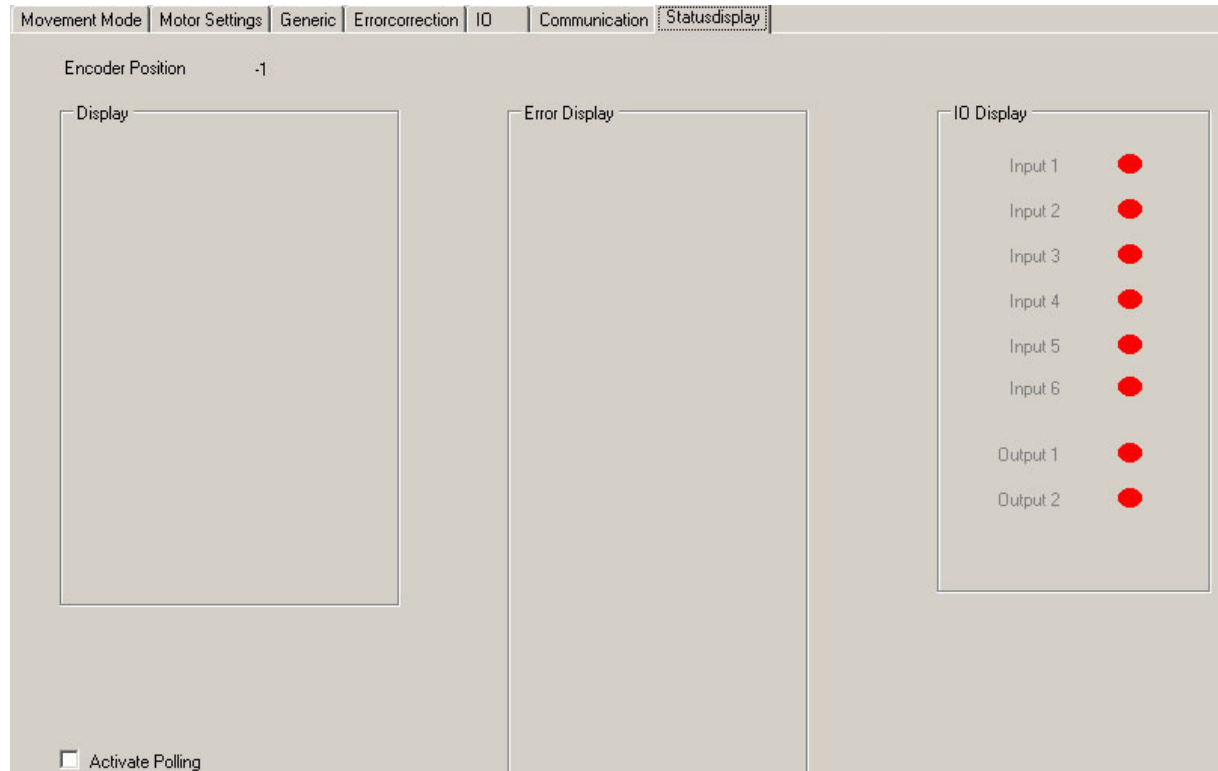 Movement Mode Motor Settings Generic Errorcorrection IO Communication Statusdisplay
Encoder Position -1
Display
Error Display
IO Display
Input 1
Input 2
Input 3
Input 4
Input 5
Input 6
Output 1
Output 2
Activate Polling